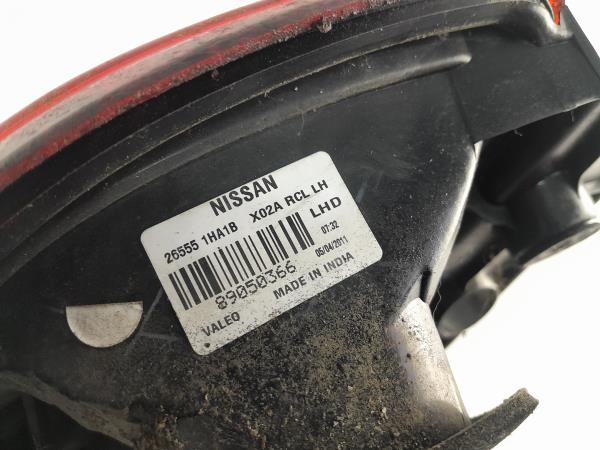 NISSAN
26555 1HA1B X02A RCL LH
LHD
89050366
07:32
05/04/2011
VALEO MADE IN INDIA